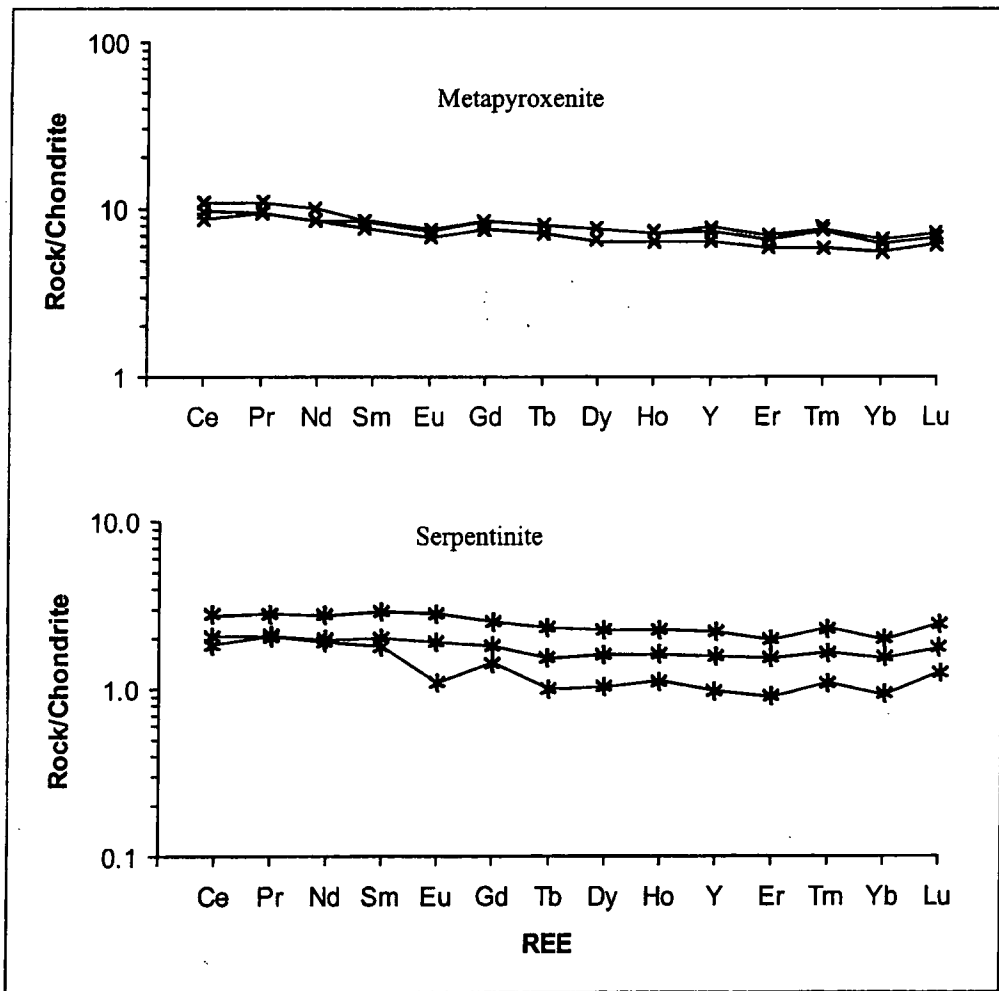 100
Metapyroxenite
10
Rock/Chondrite
1
Ce Pr Nd Sm Eu Gd Tb Dy Ho Y Er Tm Yb Lu
10.0
Serpentinite
1.0
Rock/Chondrite
0.1
Ce Pr Nd Sm Eu Gd Tb Dy Ho Y Er Tm Yb Lu
REE